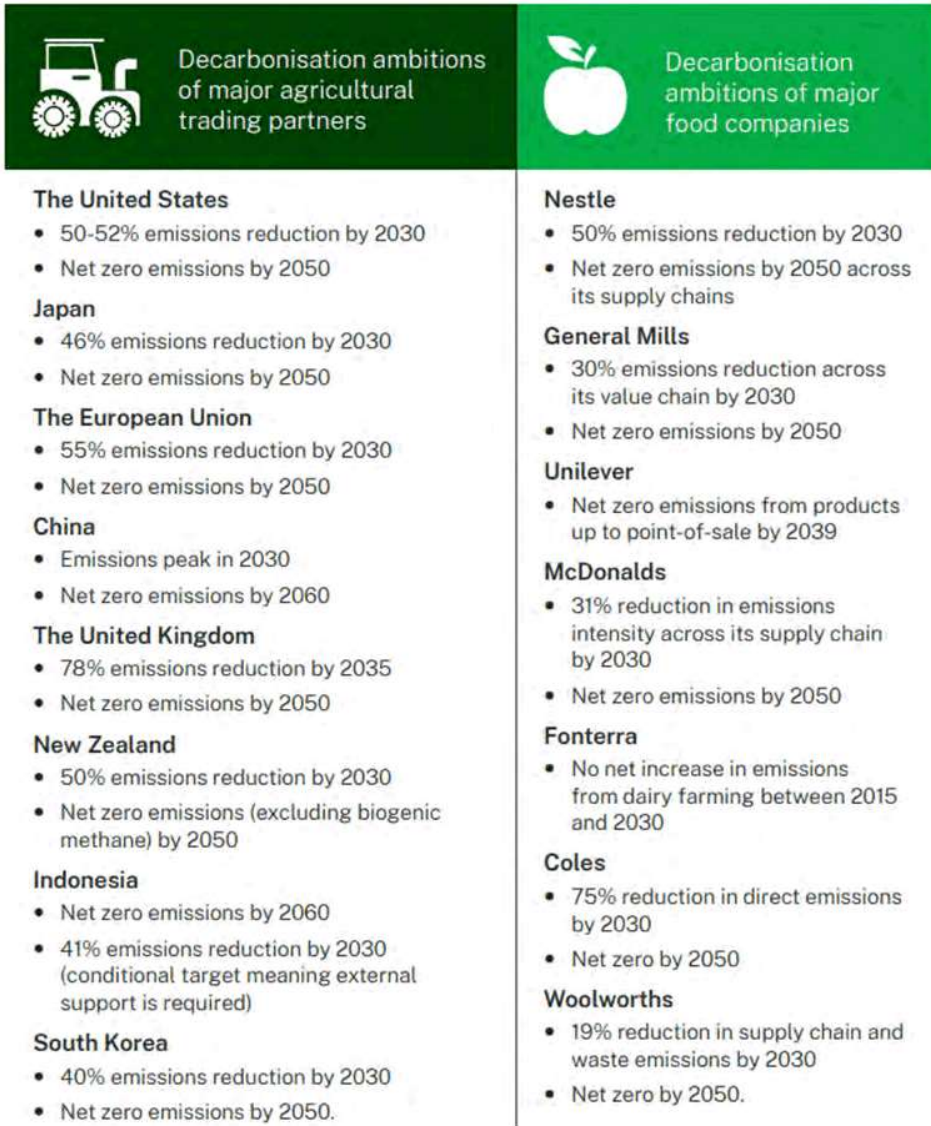 Decarbonisation ambitions
of major agricultural
trading partners
The United States
• 50-52% emissions reduction by 2030
• Net zero emissions by 2050
Japan
• 46% emissions reduction by 2030
• Net zero emissions by 2050
The European Union
• 55% emissions reduction by 2030
• Net zero emissions by 2050
China
• Emissions peak in 2030
• Net zero emissions by 2060
The United Kingdom
• 78% emissions reduction by 2035
• Net zero emissions by 2050
New Zealand
• 50% emissions reduction by 2030
• Net zero emissions (excluding biogenic
methane) by 2050
Indonesia
• Net zero emissions by 2060
• 41% emissions reduction by 2030
(conditional target meaning external
support is required)
South Korea
• 40% emissions reduction by 2030
• Net zero emissions by 2050.
Decarbonisation
ambitions of major
food companies
Nestle
• 50% emissions reduction by 2030
• Net zero emissions by 2050 across
its supply chains
General Mills
• 30% emissions reduction across
its value chain by 2030
• Net zero emissions by 2050
Unilever
• Net zero emissions from products
up to point-of-sale by 2039
McDonalds
• 31% reduction in emissions
intensity across its supply chain
by 2030
• Net zero emissions by 2050
Fonterra
• No net increase in emissions
from dairy farming between 2015
and 2030
Coles
• 75% reduction in direct emissions
by 2030
• Net zero by 2050
Woolworths
• 19% reduction in supply chain and
waste emissions by 2030
• Net zero by 2050.